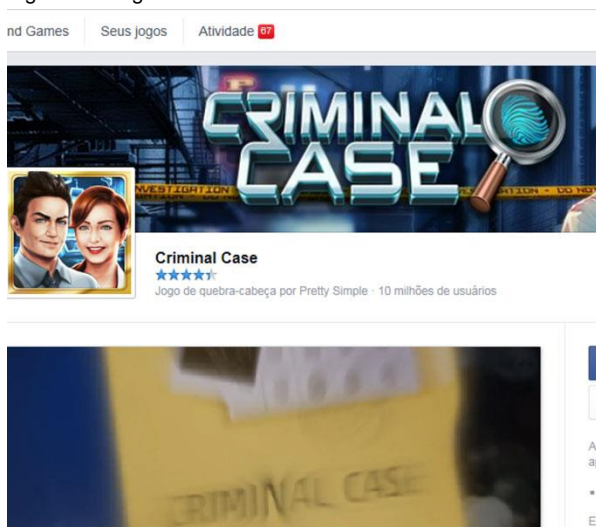 nd Games Seus jogos Atividade 67
CRIMINAL
CASE
Criminal Case
Jogo de quebra-cabeça por Pretty Simple · 10 milhões de usuários
CRIMINAL CASE